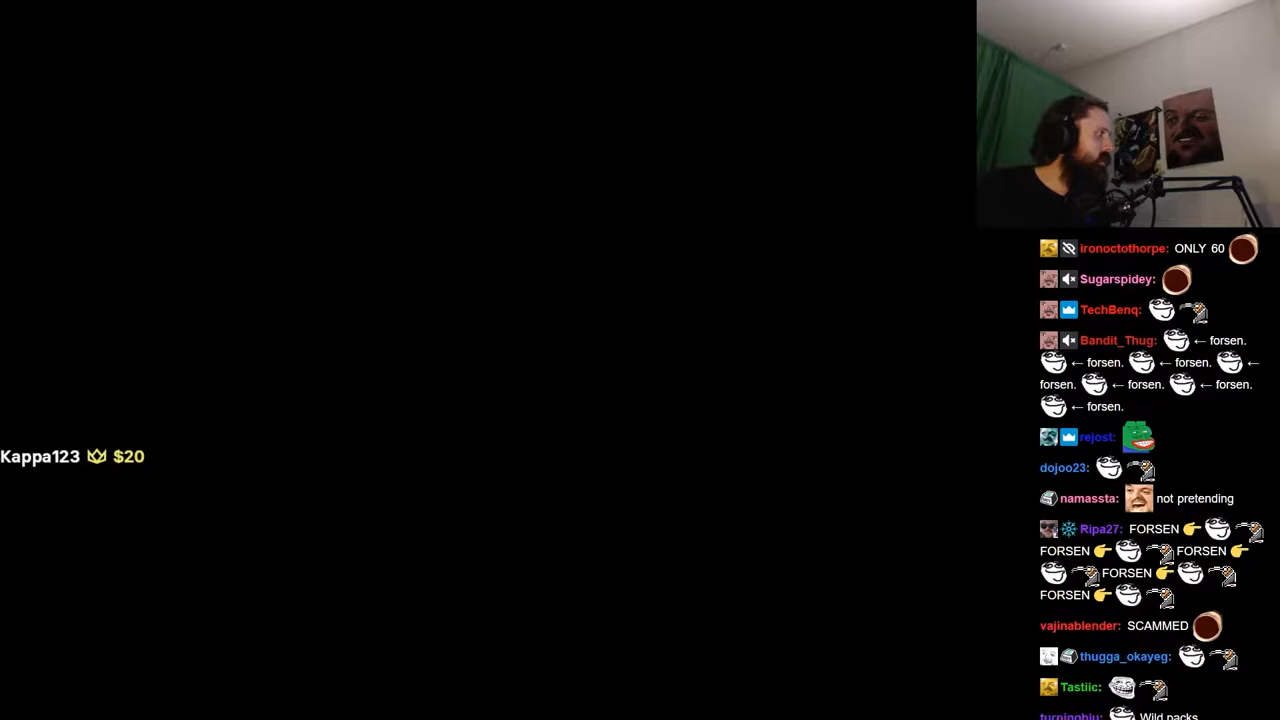 ironoctothorpe: ONLY 60
Sugarspidey:
TechBenq:
Bandit_Thug: ← forsen.
← forsen. ← forsen. ←
forsen. ← forsen. ← forsen.
← forsen.
rejost:
Kappa123 $20
dojoo23:
namassta: not pretending
Ripa27: FORSEN
FORSEN FORSEN
FORSEN
FORSEN
vajinablender: SCAMMED
thugga_okayeg:
Tastiic:
turningblu: Wild packs